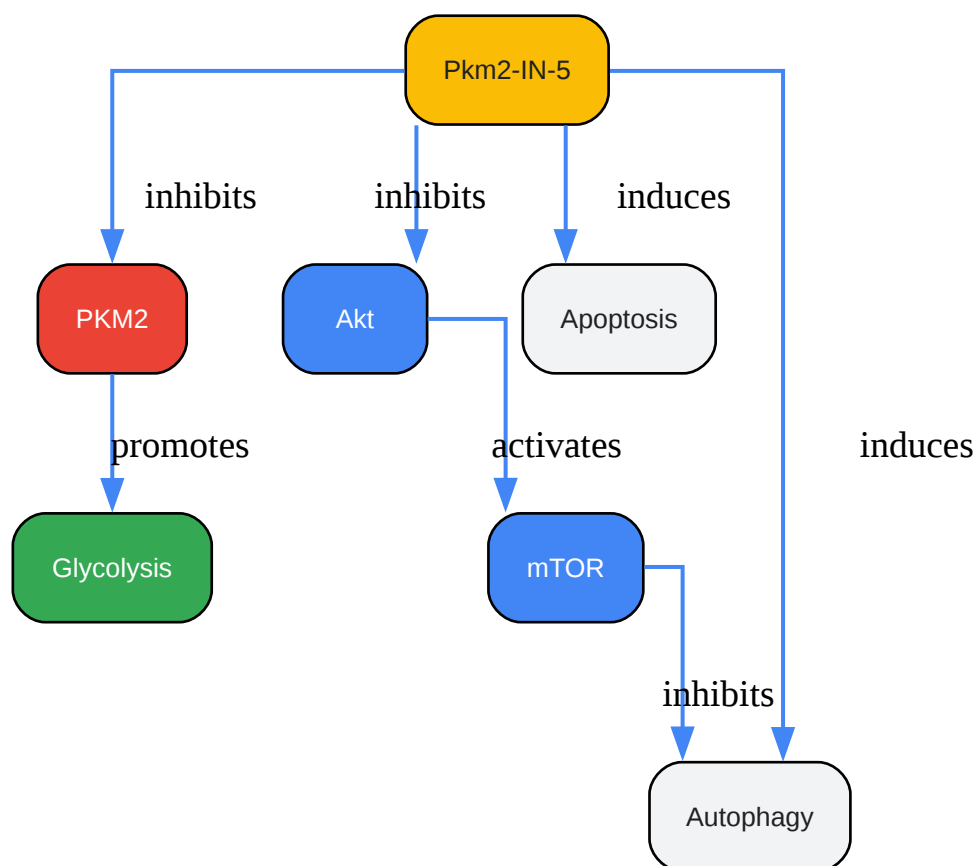 Pkm2-IN-5
inhibits
inhibits
induces
PKM2
Akt
Apoptosis
promotes
activates
induces
Glycolysis
mTOR
inhibits
Autophagy